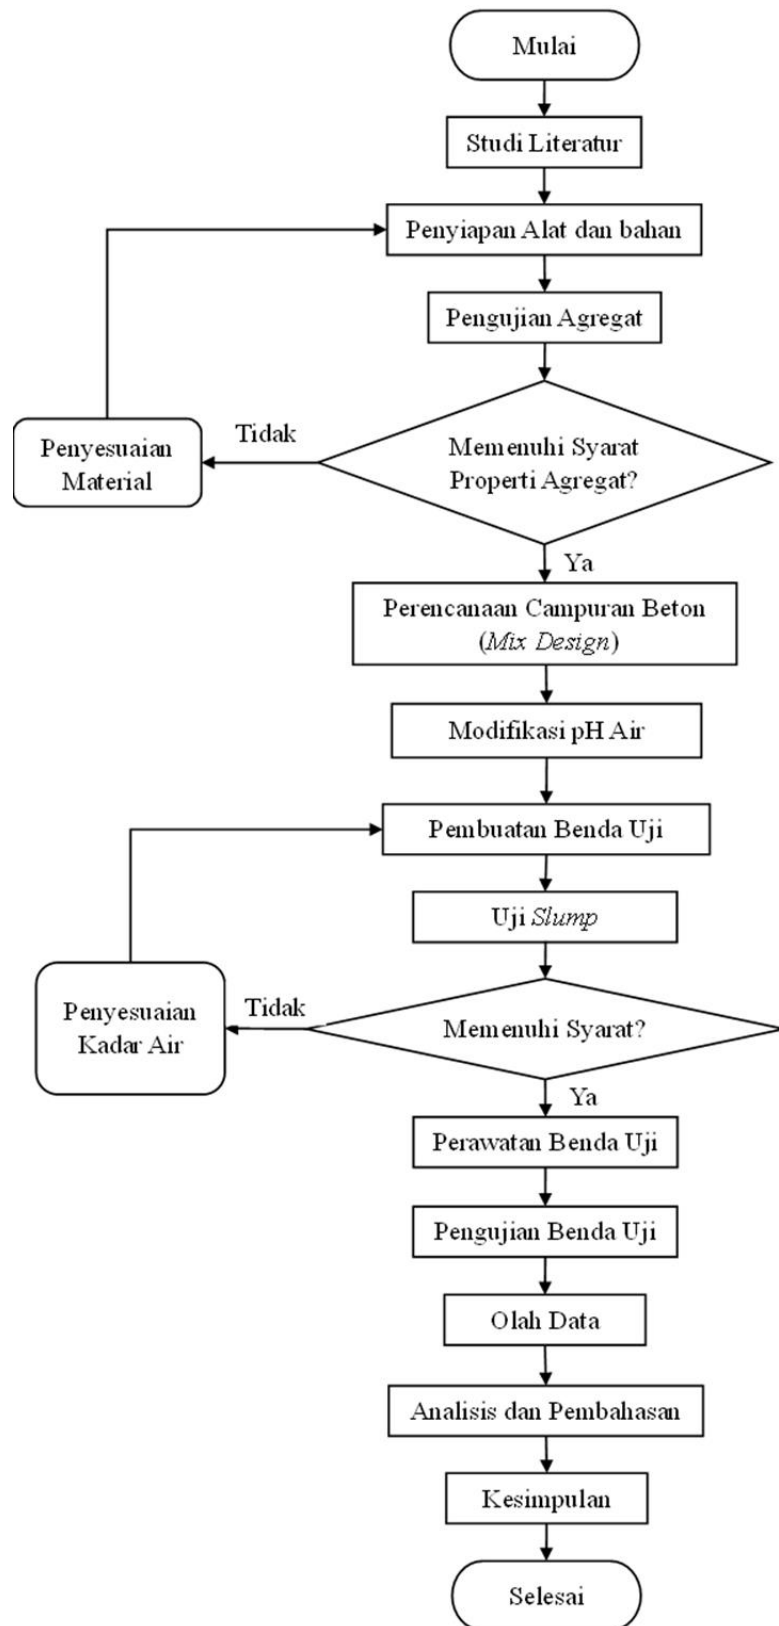 Mulai
Studi Literatur
Penyiapan Alat dan bahan
Pengujian Agregat
Memenuhi Syarat
Properti Agregat?
Tidak
Penyesuaian
Material
Ya
Perencanaan Campuran Beton
(Mix Design)
Modifikasi pH Air
Pembuatan Benda Uji
Uji Slump
Memenuhi Syarat?
Tidak
Penyesuaian
Kadar Air
Ya
Perawatan Benda Uji
Pengujian Benda Uji
Olah Data
Analisis dan Pembahasan
Kesimpulan
Selesai